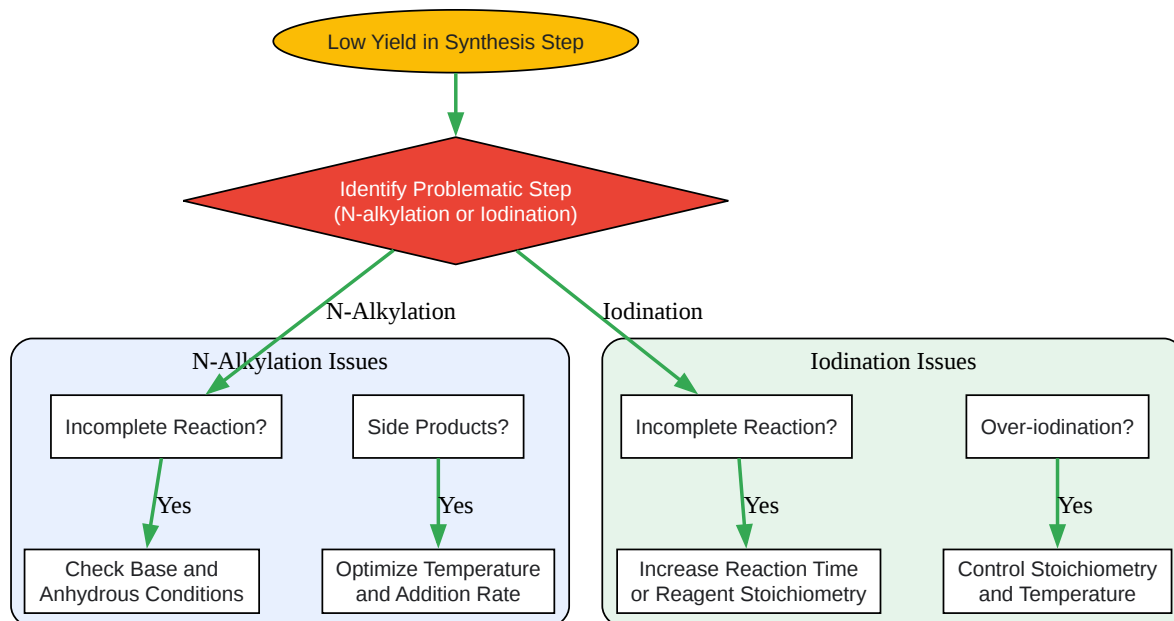 Low Yield in Synthesis Step
Identify Problematic Step
(N-alkylation or Iodination)
N-Alkylation
Iodination
N-Alkylation Issues
Incomplete Reaction?
Side Products?
Yes
Yes
Check Base and
Anhydrous Conditions
Optimize Temperature
and Addition Rate
Iodination Issues
Incomplete Reaction?
Over-iodination?
Yes
Yes
Increase Reaction Time
or Reagent Stoichiometry
Control Stoichiometry
and Temperature